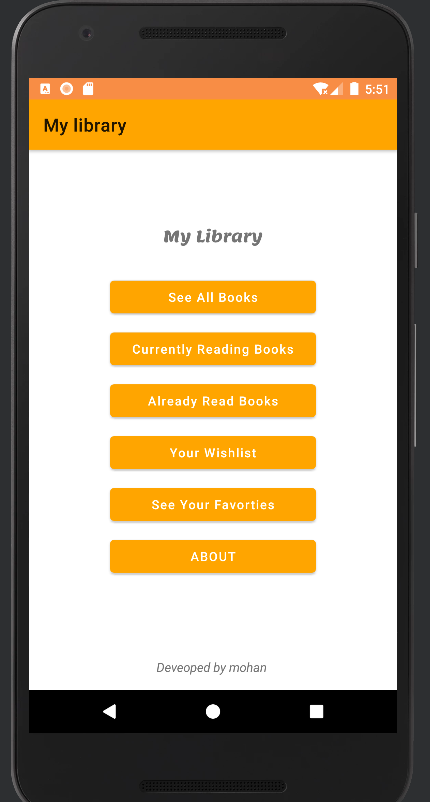 5:51
My library
My Library
See All Books
Currently Reading Books
Already Read Books
Your Wishlist
See Your Favorties
ABOUT
Deveoped by mohan